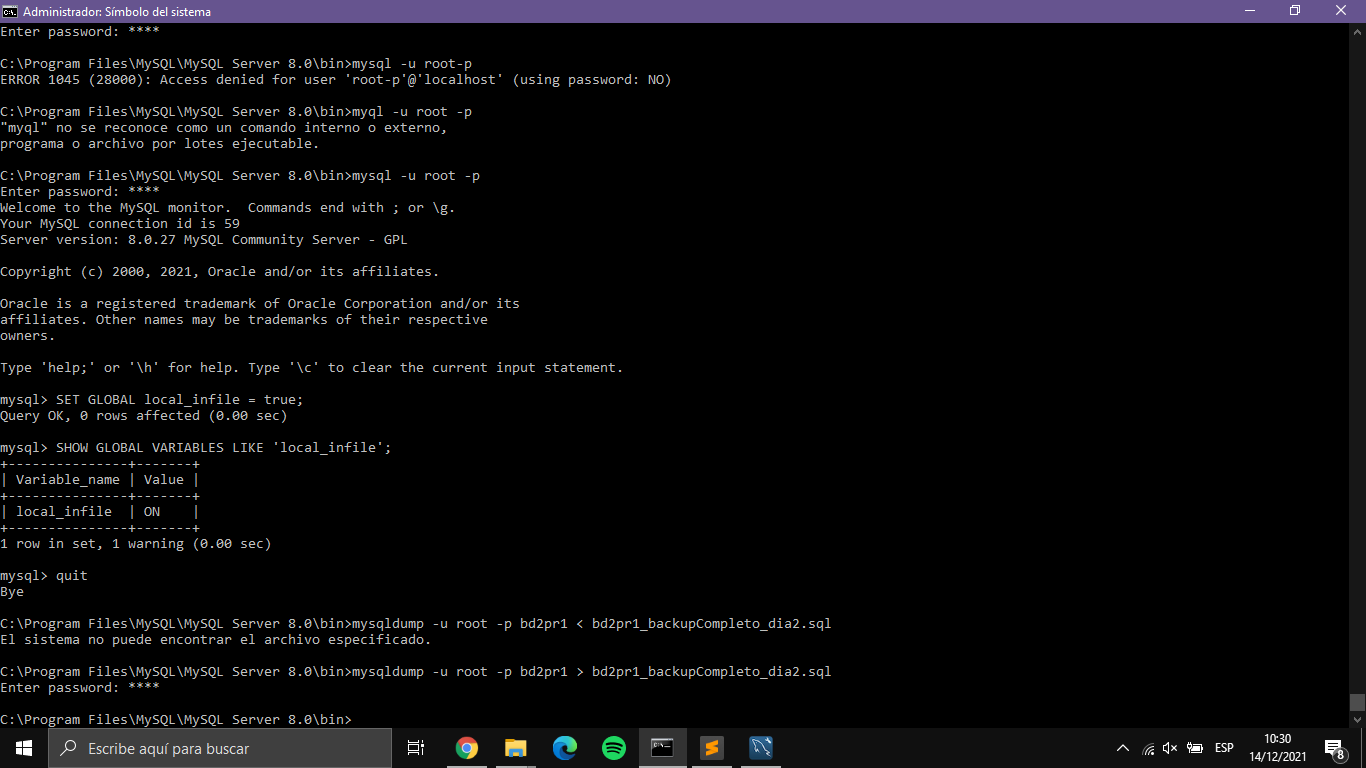 Administrador: Símbolo del sistema
Enter password: ****
C:\Program Files\MySQL\MySQL Server 8.0\bin>mysql -u root-p
ERROR 1045 (28000): Access denied for user 'root-p'@'localhost' (using password: NO)
C:\Program Files\MySQL\MySQL Server 8.0\bin>myql -u root -p
"myql" no se reconoce como un comando interno o externo,
programa o archivo por lotes ejecutable.
C:\Program Files\MySQL\MySQL Server 8.0\bin>mysql -u root -p
Enter password: ****
Welcome to the MySQL monitor.  Commands end with ; or \g.
Your MySQL connection id is 59
Server version: 8.0.27 MySQL Community Server - GPL
Copyright (c) 2000, 2021, Oracle and/or its affiliates.
Oracle is a registered trademark of Oracle Corporation and/or its
affiliates. Other names may be trademarks of their respective
owners.
Type 'help;' or '\h' for help. Type '\c' to clear the current input statement.
mysql> SET GLOBAL local_infile = true;
Query OK, 0 rows affected (0.00 sec)
mysql> SHOW GLOBAL VARIABLES LIKE 'local_infile';
+---------------+-------+
| Variable_name | Value |
+---------------+-------+
| local_infile  | ON    |
+---------------+-------+
1 row in set, 1 warning (0.00 sec)
mysql> quit
Bye
C:\Program Files\MySQL\MySQL Server 8.0\bin>mysqldump -u root -p bd2pr1 < bd2pr1_backupCompleto_dia2.sql
El sistema no puede encontrar el archivo especificado.
C:\Program Files\MySQL\MySQL Server 8.0\bin>mysqldump -u root -p bd2pr1 > bd2pr1_backupCompleto_dia2.sql
Enter password: ****
C:\Program Files\MySQL\MySQL Server 8.0\bin>
Escribe aquí para buscar
ESP
10:30
14/12/2021
8